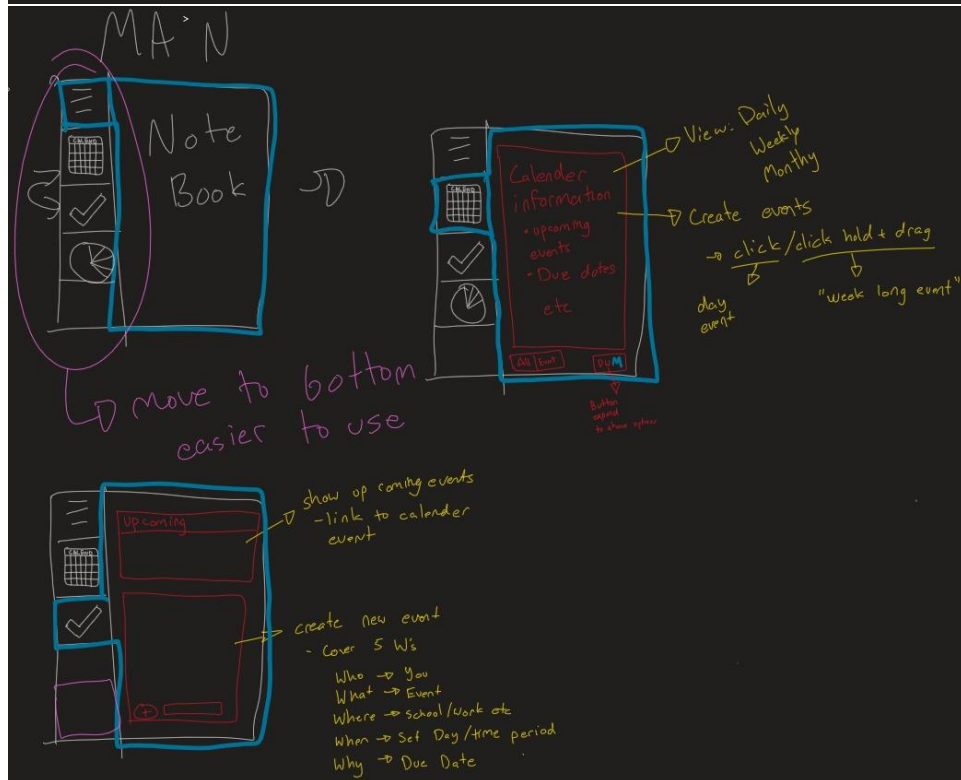 MAIN
Note
Book
move to bottom
easier to use
Calender
information
• upcoming
events
• Due dates
etc
All Event
DWM
Button
expand
to show option
View: Daily
Weekly
Monthy
Create events
click/click hold + drag
day
event
"week long event"
Upcoming
show up coming events
- link to calender
event
create new event
- Cover 5 W's
Who → You
What → Event
Where → School/Work etc
When → Set Day/time period
Why → Due Date